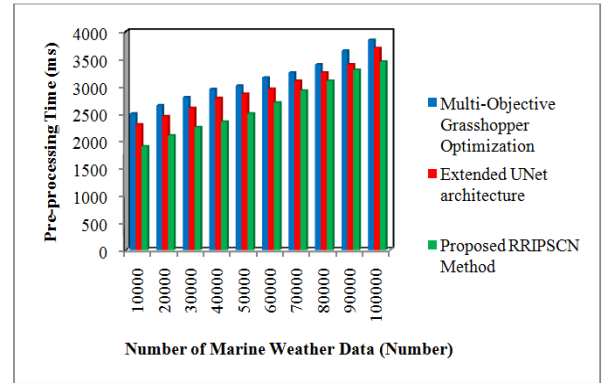 4000
3500
3000
2500
2000
1500
1000
500
0
Pre-processing Time (ms)
10000
20000
30000
40000
50000
60000
70000
80000
90000
100000
Number of Marine Weather Data (Number)
Multi-Objective
Grasshopper
Optimization
Extended UNet
architecture
Proposed RRIPSCN
Method